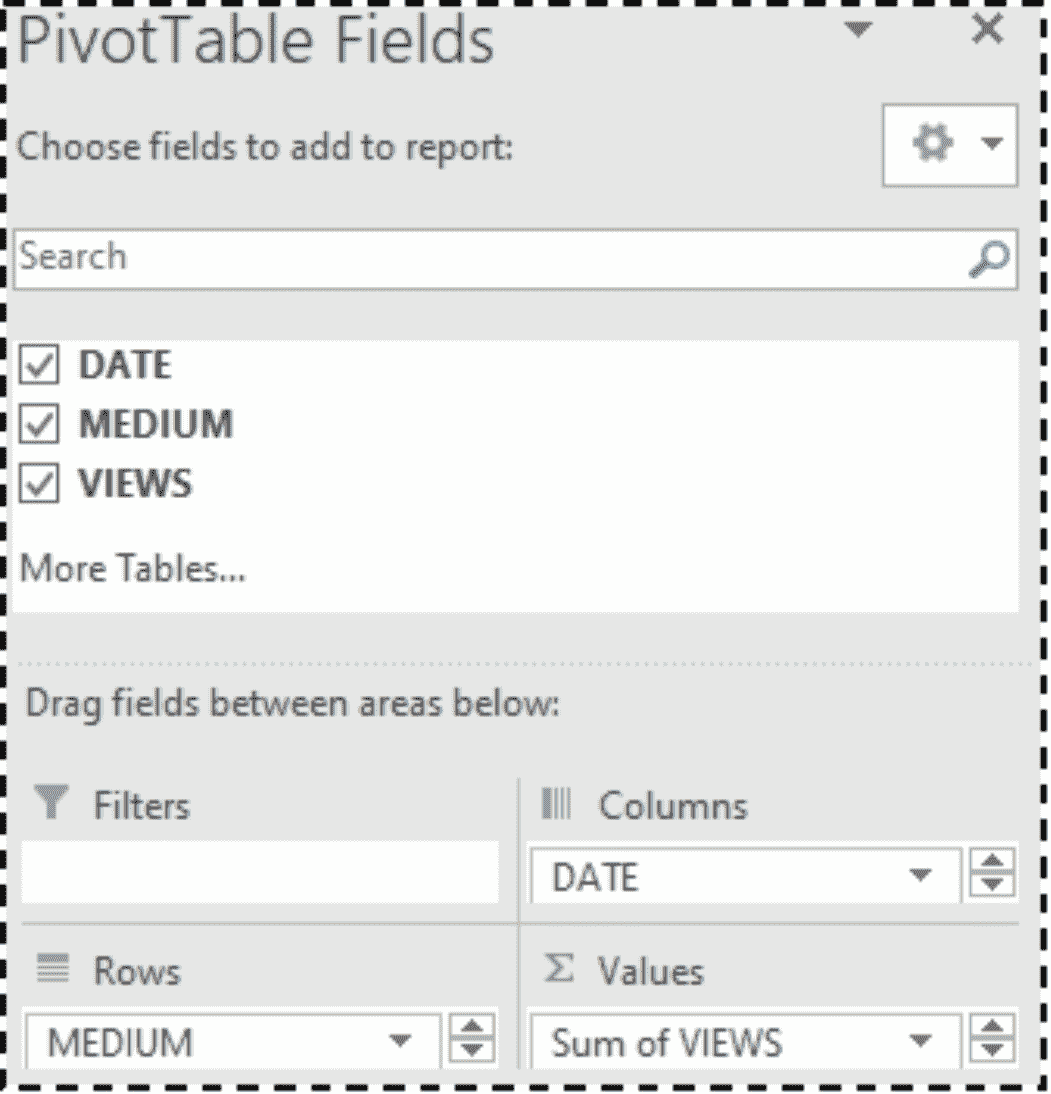 PivotTable Fields
Choose fields to add to report:
Search
DATE
MEDIUM
VIEWS
More Tables...
Drag fields between areas below:
Filters
Columns
DATE
Rows
Σ Values
MEDIUM
Sum of VIEWS